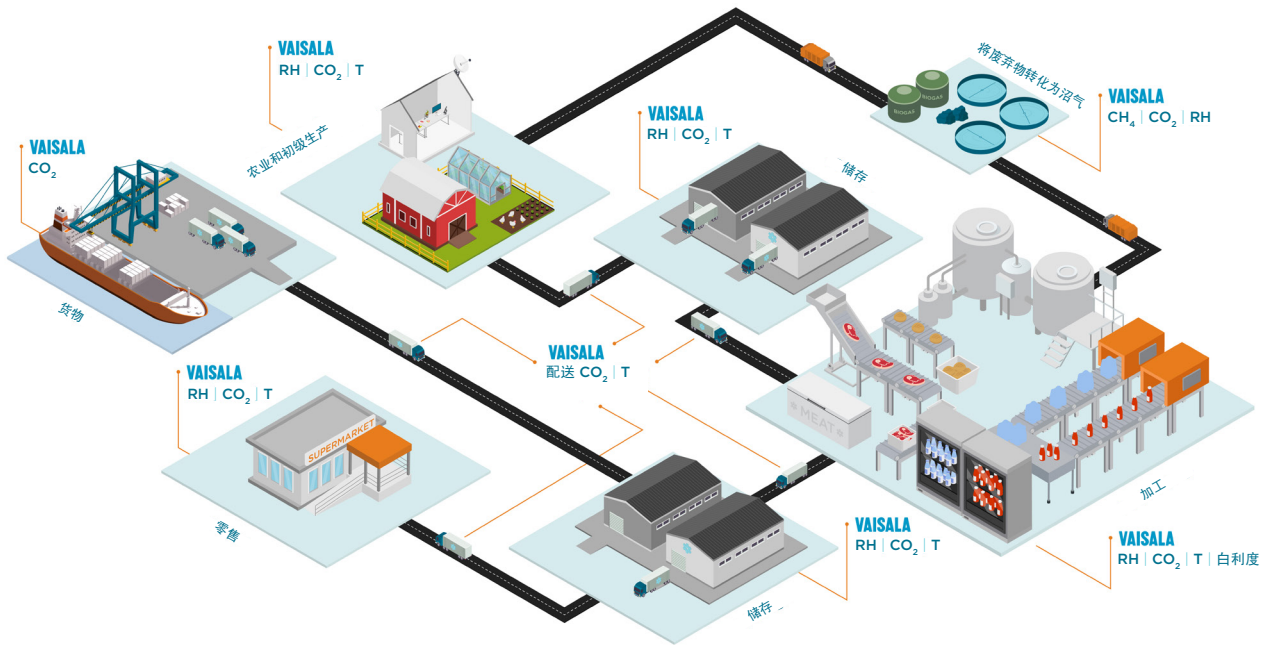 VAISALA
RH | CO₂ | T
农业和初级生产
VAISALA
CO₂
货物
VAISALA
RH | CO₂ | T
储存
将废弃物转化为沼气
BIOGAS
BIOGAS
VAISALA
CH₄ | CO₂ | RH
VAISALA
配送 CO₂ | T
VAISALA
RH | CO₂ | T
SUPERMARKET
零售
MEAT
加工
VAISALA
RH | CO₂ | T
储存
VAISALA
RH | CO₂ | T | 白利度